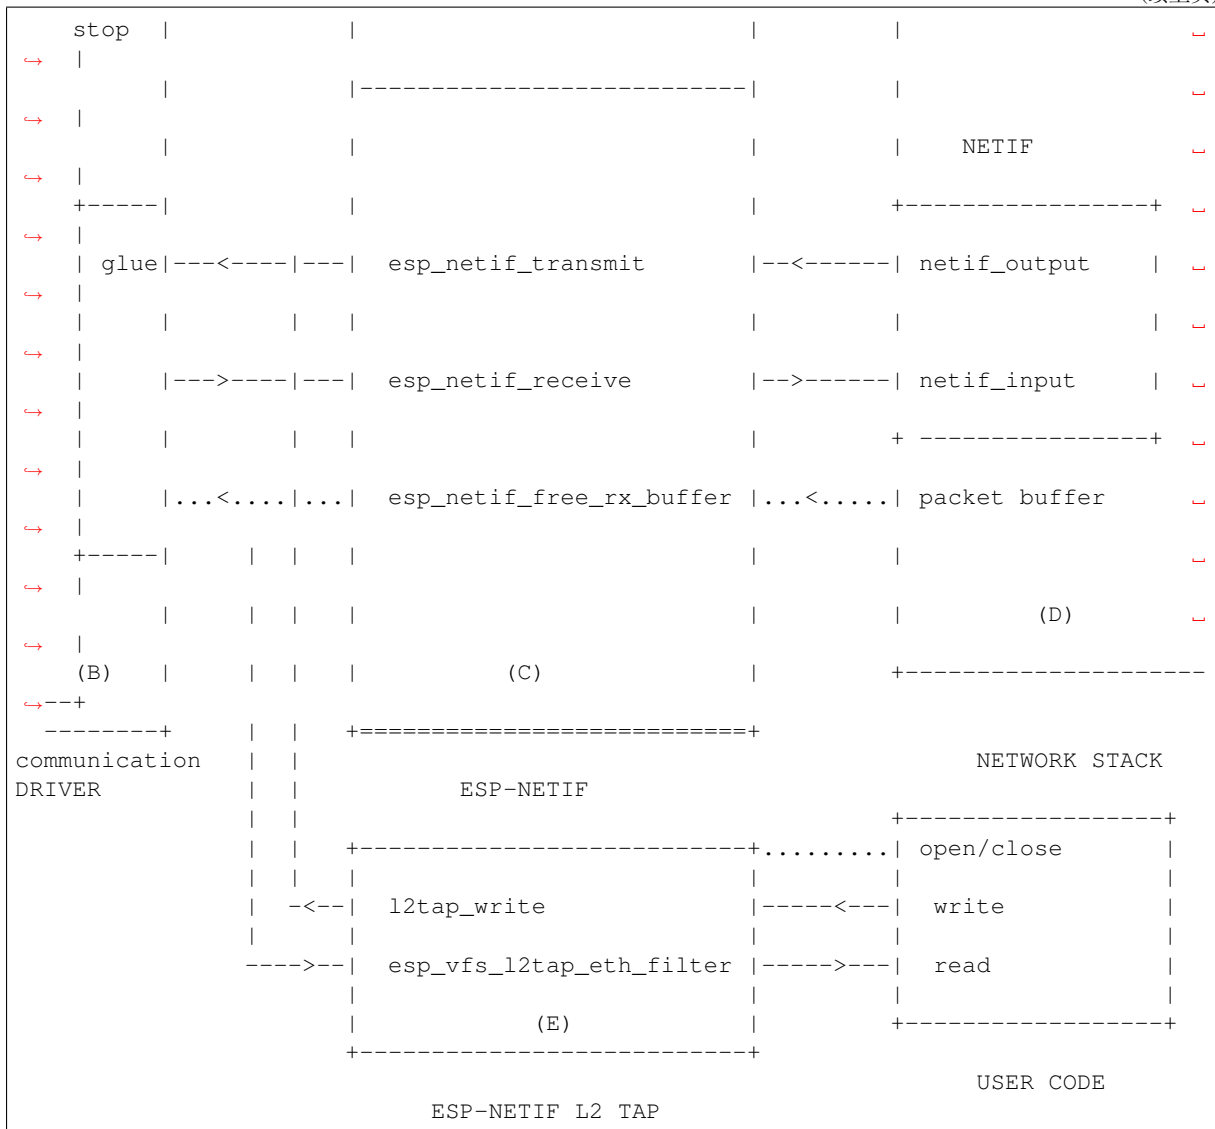 stop  |            |                           |         |                    ␣
↪   |
          |            |---------------------------|         |                    ␣
↪   |
          |            |                           |         |    NETIF           ␣
↪   |
    +-----|            |                           |         +-----------------+  ␣
↪   |
    | glue|---<----|---|  esp_netif_transmit       |--<------| netif_output    |  ␣
↪   |
    |     |        |   |                           |         |                 |  ␣
↪   |
    |     |--->----|---|  esp_netif_receive        |-->------| netif_input     |  ␣
↪   |
    |     |        |   |                           |         + ----------------+  ␣
↪   |
    |     |...<....|...|  esp_netif_free_rx_buffer |...<.....| packet buffer      ␣
↪   |
    +-----|     |  |   |                           |         |                    ␣
↪   |
          |     |  |   |                           |         |         (D)        ␣
↪   |
    (B)   |     |  |   |          (C)              |         +---------------------
↪--+
  --------+     |  |   +===========================+
communication   |  |                                               NETWORK STACK
DRIVER          |  |           ESP-NETIF
                |  |                                         +------------------+
                |  |   +---------------------------+.........| open/close       |
                |  |   |                           |         |                  |
                |  -<--|  l2tap_write              |-----<---|  write           |
                |      |                           |         |                  |
                ---->--|  esp_vfs_l2tap_eth_filter |----->---|  read            |
                       |                           |         |                  |
                       |            (E)            |         +------------------+
                       +---------------------------+
                                                                   USER CODE
                             ESP-NETIF L2 TAP